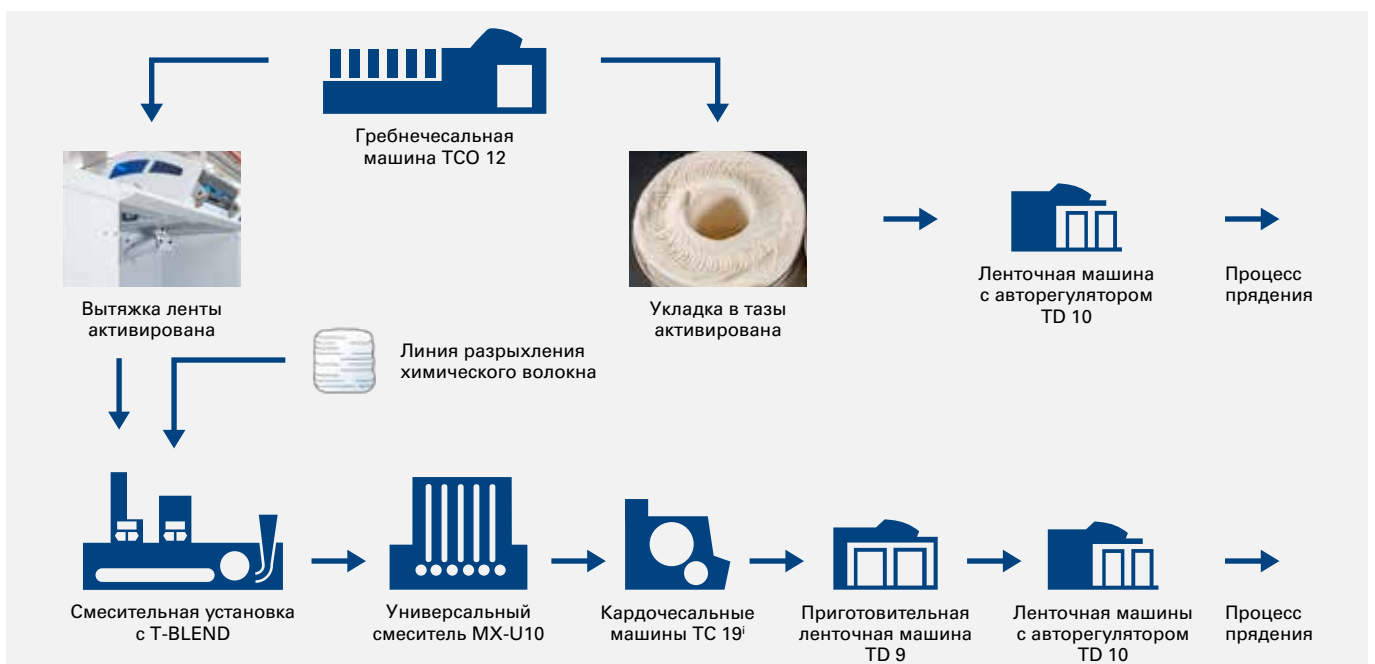 Гребнечесальная
машина TCO 12
Вытяжка ленты
активирована
Укладка в тазы
активирована
Ленточная машина
с авторегулятором
TD 10
Процесс
прядения
Линия разрыхления
химического волокна
Смесительная установка
с T-BLEND
Универсальный
смеситель MX-U10
Кардочесальные
машины TC 19ⁱ
Приготовительная
ленточная машина
TD 9
Ленточная машины
с авторегулятором
TD 10
Процесс
прядения